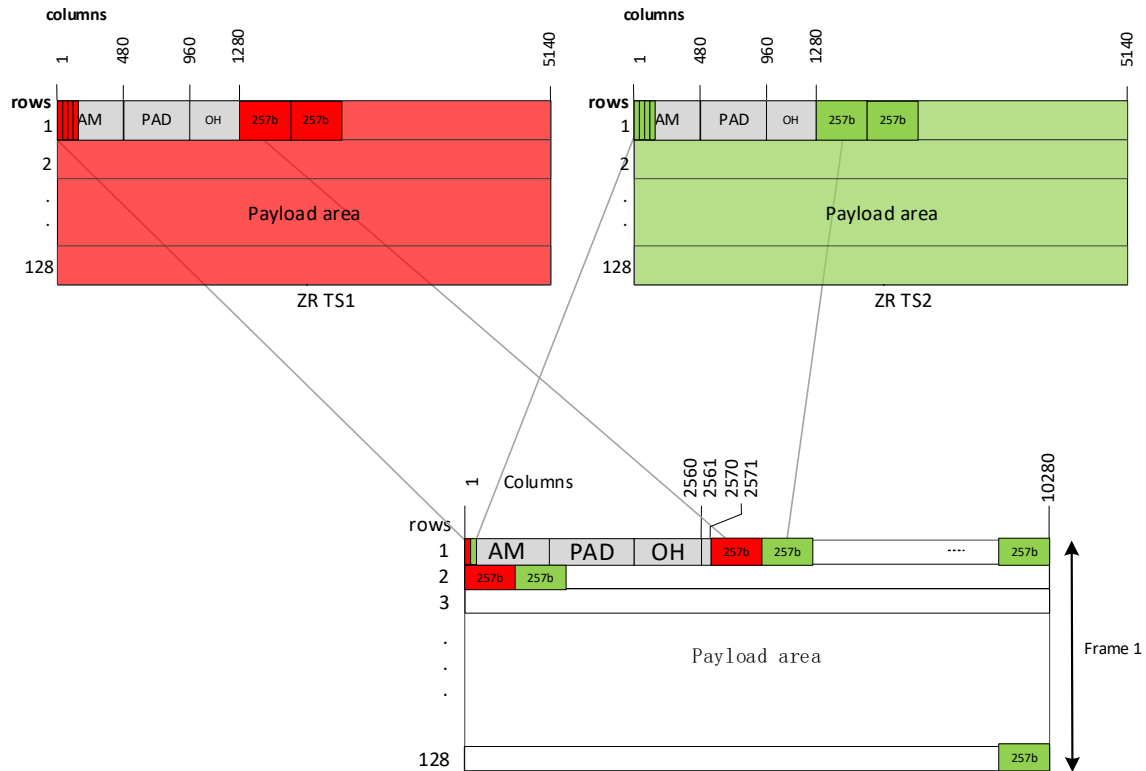 columns
columns
1
480
960
1280
5140
1
480
960
1280
5140
rows
1
AM
PAD
OH
257b
257b
rows
1
AM
PAD
OH
257b
257b
2
2
.
.
Payload area
.
.
Payload area
128
128
ZR TS1
ZR TS2
1
Columns
2560
2561
2570
2571
10280
rows
1
AM
PAD
OH
257b
257b
----
257b
2
257b
257b
3
.
.
.
Payload area
Frame 1
128
257b